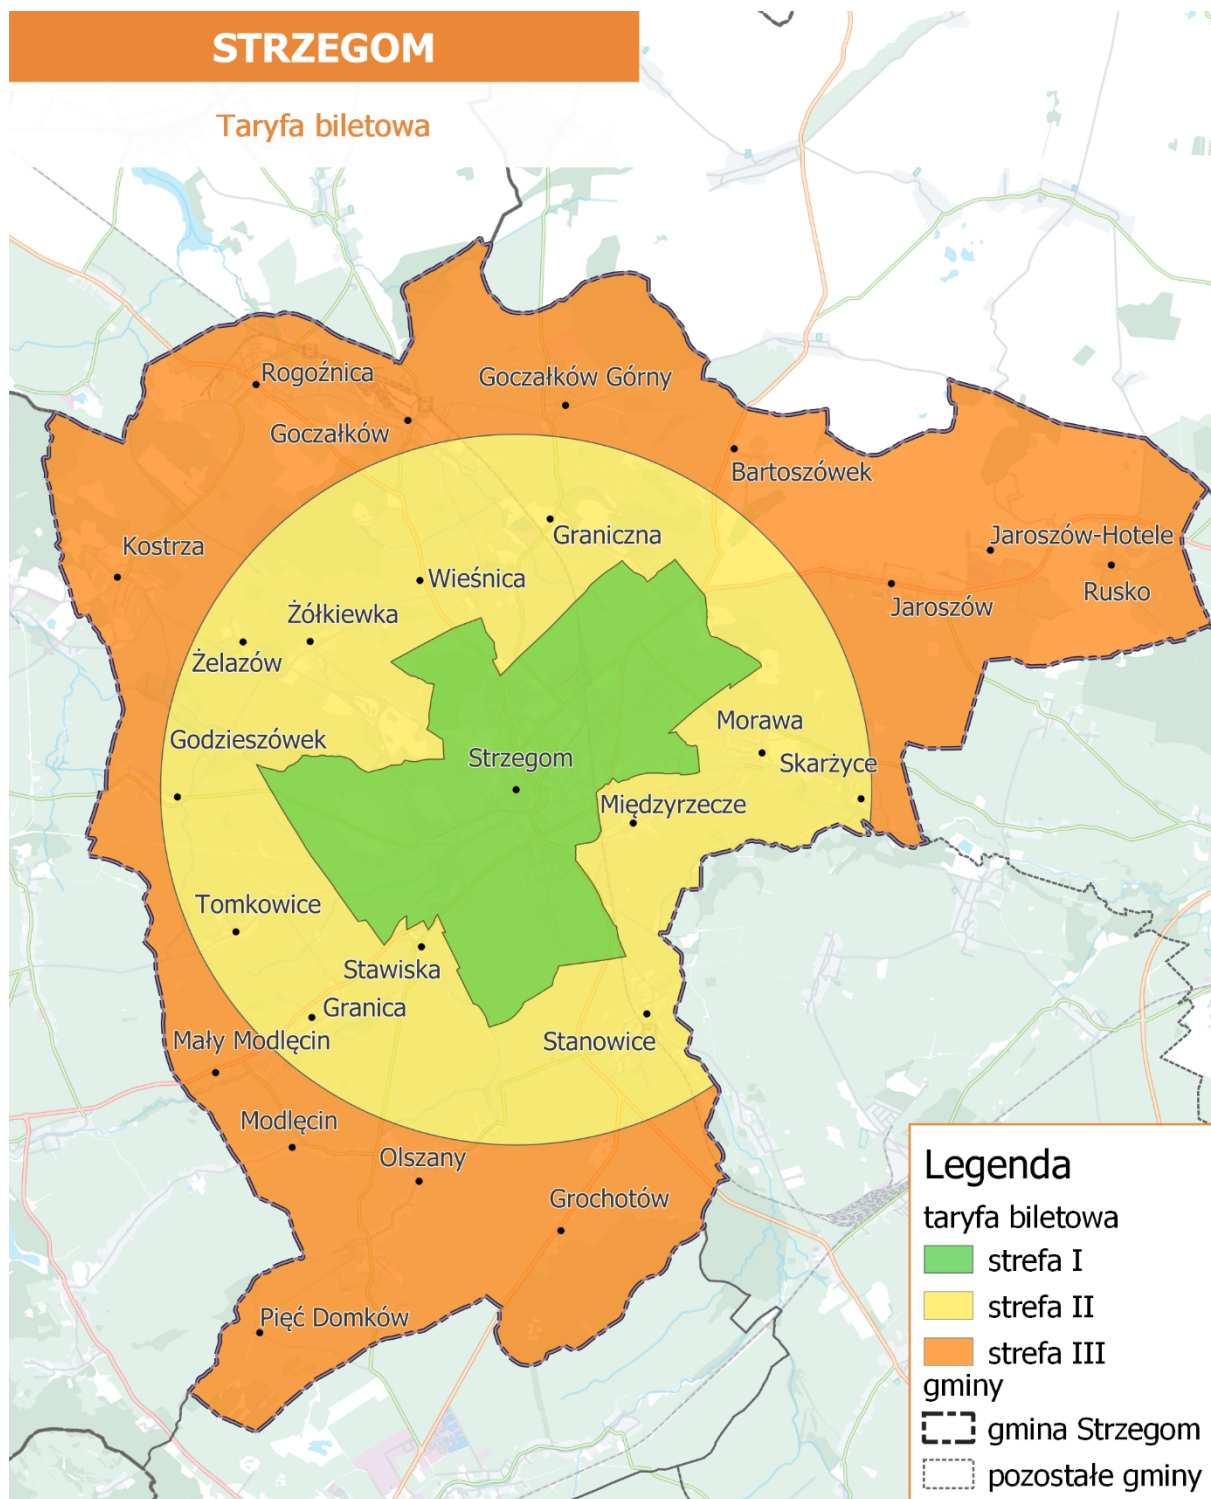 STRZEGOM
Taryfa biletowa
Rogoźnica
Goczałków Górny
Goczałków
Bartoszówek
Graniczna
Jaroszów-Hotele
Kostrza
Wieśnica
Rusko
Jaroszów
Żółkiewka
Żelazów
Morawa
Godzieszówek
Strzegom
Skarżyce
Międzyrzecze
Tomkowice
Stawiska
Granica
Mały Modlęcin
Stanowice
Modlęcin
Olszany
Grochotów
Pięć Domków
Legenda
taryfa biletowa
strefa I
strefa II
strefa III
gminy
gmina Strzegom
pozostałe gminy